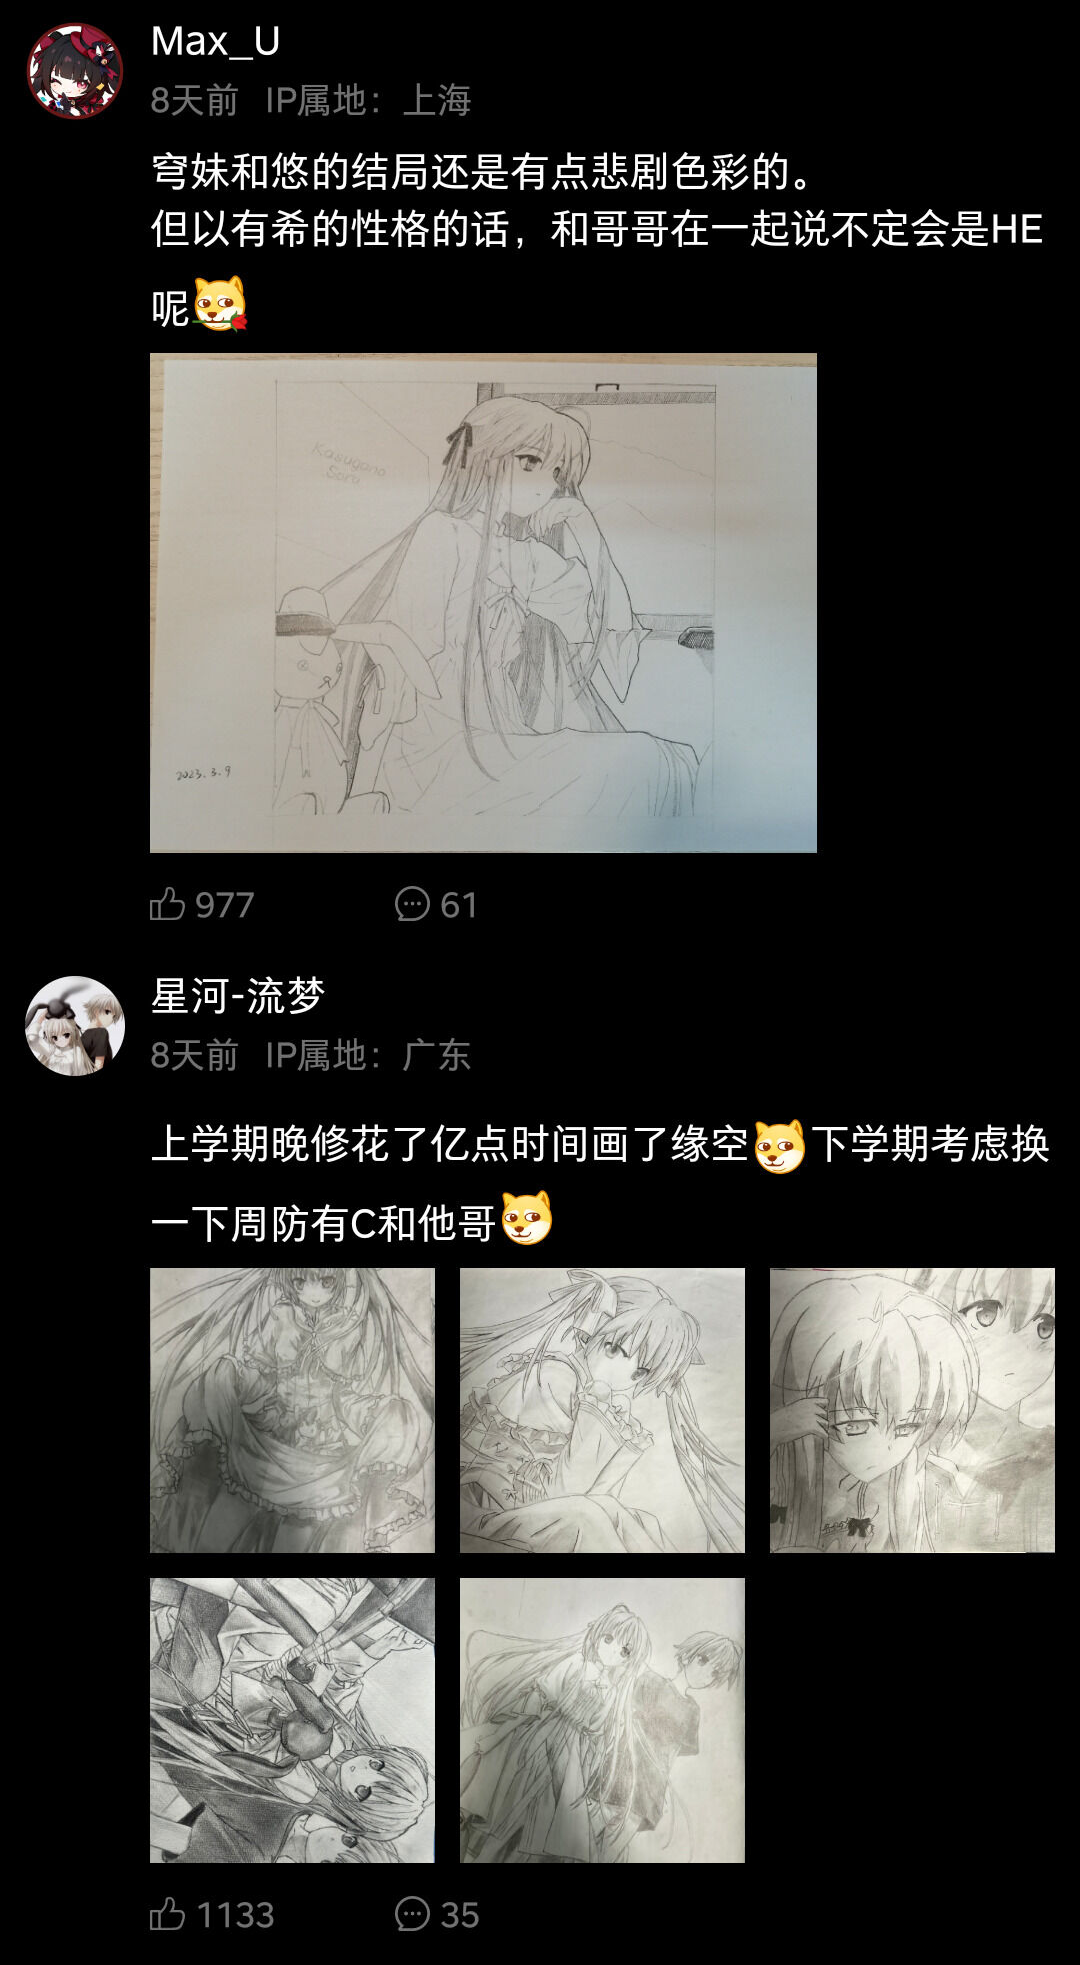 Max_U
8天前 IP属地：上海
穹妹和悠的结局还是有点悲剧色彩的。
但以有希的性格的话，和哥哥在一起说不定会是HE
呢
Kasugano
Sora
2023.3.9
977 61
星河-流梦
8天前 IP属地：广东
上学期晚修花了亿点时间画了缘空下学期考虑换
一下周防有C和他哥
1133 35